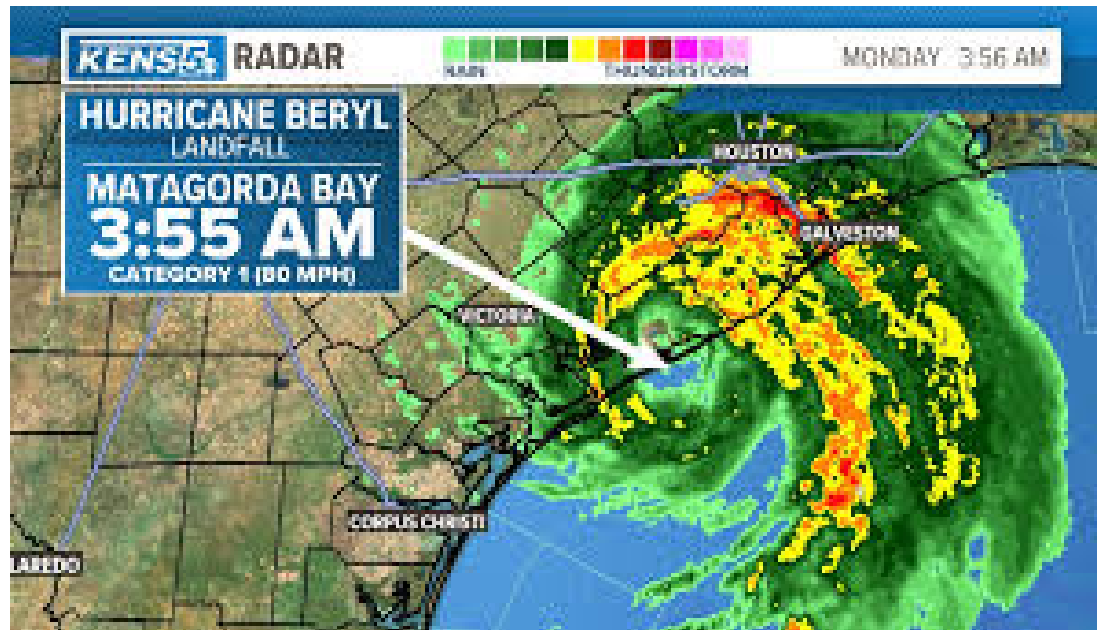 KENS5 RADAR
RAIN THUNDERSTORM
MONDAY 3:56 AM
HURRICANE BERYL
LANDFALL
MATAGORDA BAY
3:55 AM
CATEGORY 1 (80 MPH)
HOUSTON
GALVESTON
VICTORIA
CORPUS CHRISTI
LAREDO